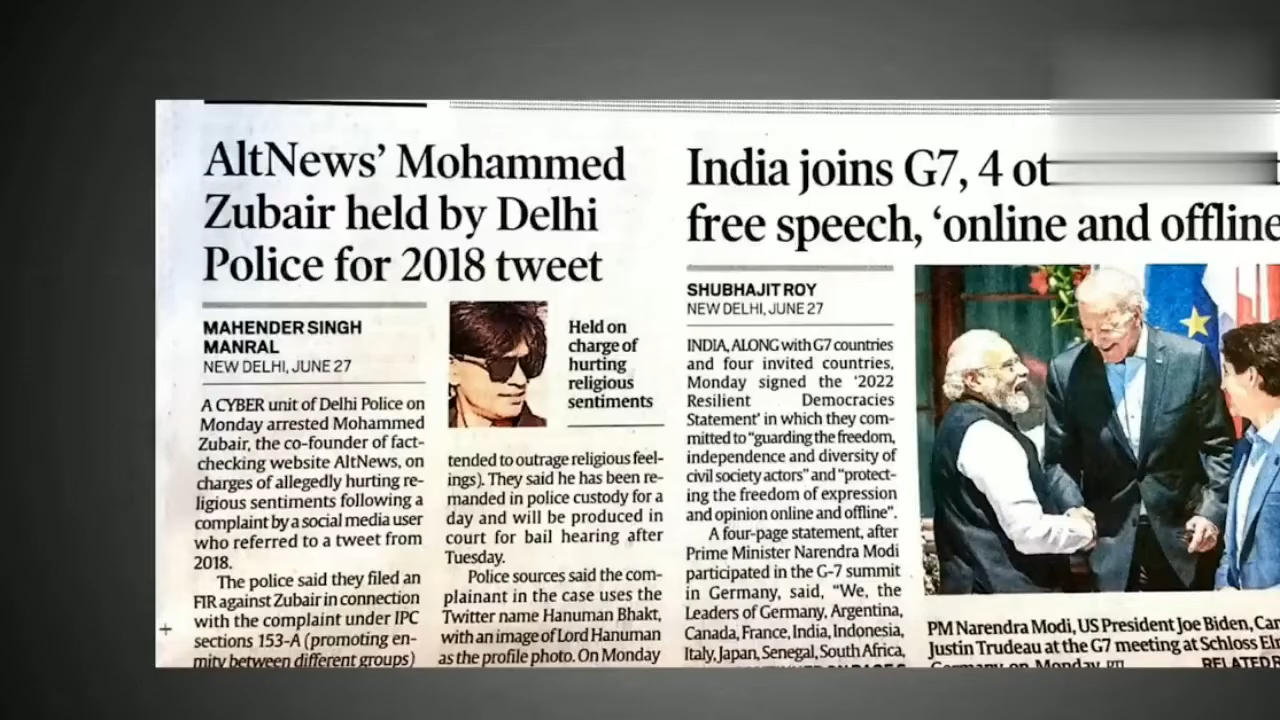 AltNews’ Mohammed
Zubair held by Delhi
Police for 2018 tweet
MAHENDER SINGH
MANRAL
NEW DELHI, JUNE 27
A CYBER unit of Delhi Police on
Monday arrested Mohammed
Zubair, the co-founder of fact-
checking website AltNews, on
charges of allegedly hurting re-
ligious sentiments following a
complaint by a social media user
who referred to a tweet from
2018.
The police said they filed an
FIR against Zubair in connection
with the complaint under IPC
sections 153-A (promoting en-
mity between different groups)
Held on
charge of
hurting
religious
sentiments
tended to outrage religious feel-
ings). They said he has been re-
manded in police custody for a
day and will be produced in
court for bail hearing after
Tuesday.
Police sources said the com-
plainant in the case uses the
Twitter name Hanuman Bhakt,
with an image of Lord Hanuman
as the profile photo. On Monday
India joins G7, 4 ot
free speech, ‘online and offline
SHUBHAJIT ROY
NEW DELHI, JUNE 27
INDIA, ALONG with G7 countries
and four invited countries,
Monday signed the ‘2022
Resilient Democracies
Statement’ in which they com-
mitted to “guarding the freedom,
independence and diversity of
civil society actors” and “protect-
ing the freedom of expression
and opinion online and offline”.
A four-page statement, after
Prime Minister Narendra Modi
participated in the G-7 summit
in Germany, said, “We, the
Leaders of Germany, Argentina,
Canada, France, India, Indonesia,
Italy, Japan, Senegal, South Africa,
PM Narendra Modi, US President Joe Biden, Can
Justin Trudeau at the G7 meeting at Schloss Elm
Germany on Monday. PTI
RELATED R